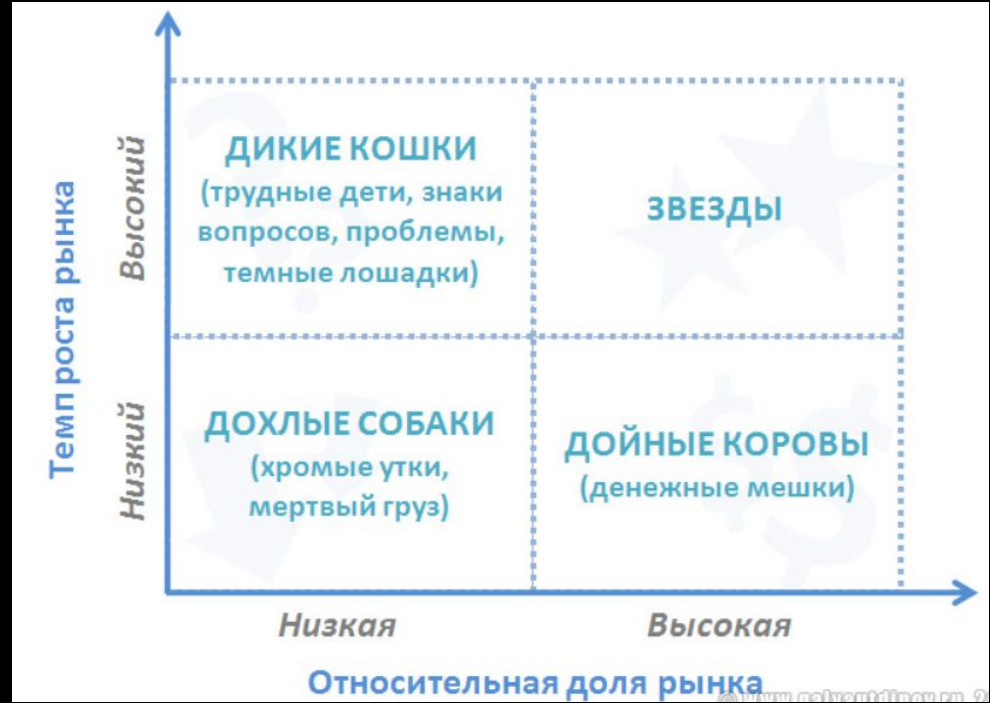 Темп роста рынка
Высокий
Низкий
ДИКИЕ КОШКИ
(трудные дети, знаки
вопросов, проблемы,
темные лошадки)
ЗВЕЗДЫ
ДОХЛЫЕ СОБАКИ
(хромые утки,
мертвый груз)
ДОЙНЫЕ КОРОВЫ
(денежные мешки)
Низкая
Высокая
Относительная доля рынка